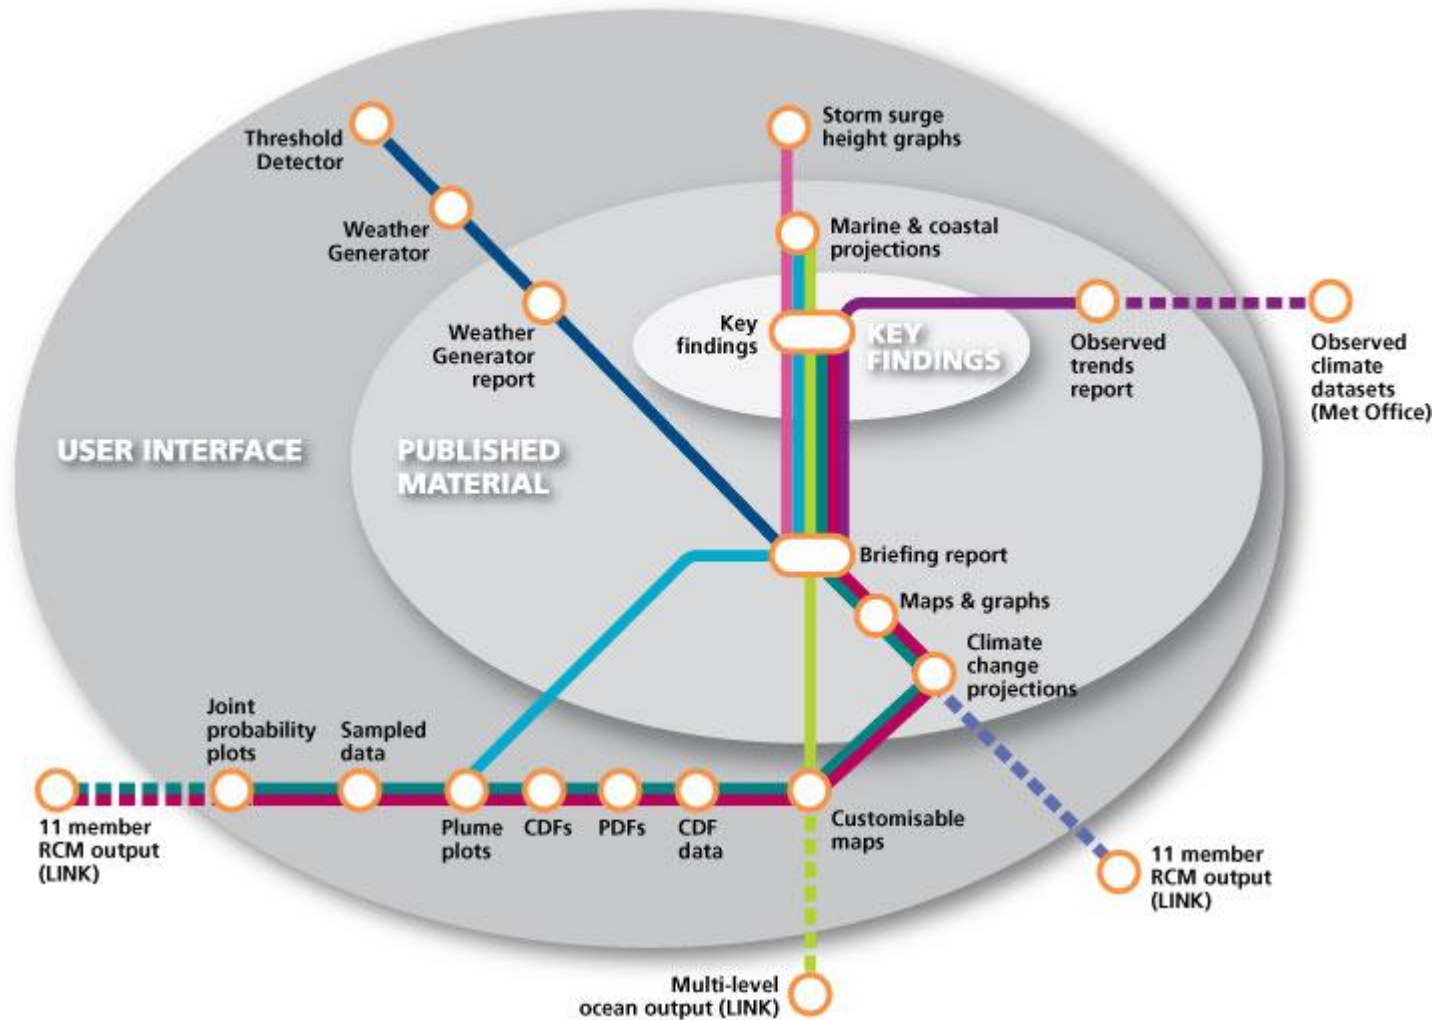 Threshold
Detector
Storm surge
height graphs
Weather
Generator
Marine & coastal
projections
Weather
Generator
report
Key
findings
KEY
FINDINGS
Observed
trends
report
Observed
climate
datasets
(Met Office)
USER INTERFACE
PUBLISHED
MATERIAL
Briefing report
Maps & graphs
Climate
change
projections
Joint
probability
plots
Sampled
data
11 member
RCM output
(LINK)
Plume
plots
CDFs
PDFs
CDF
data
Customisable
maps
11 member
RCM output
(LINK)
Multi-level
ocean output (LINK)